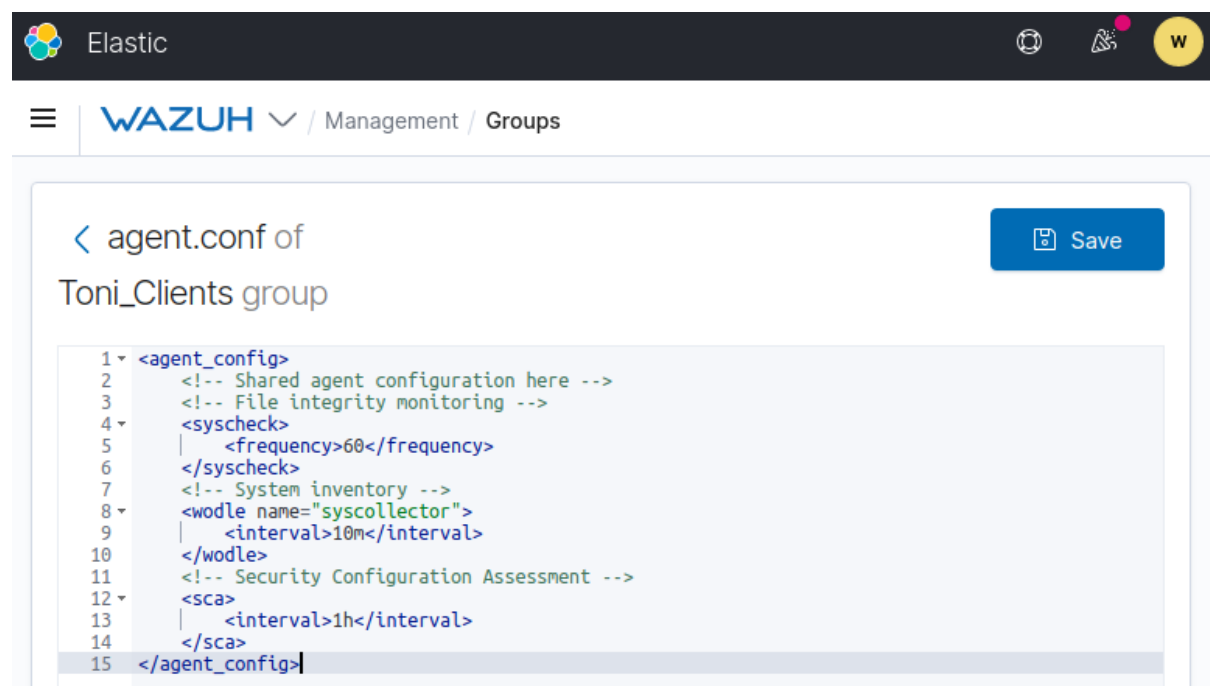 Elastic
W
WAZUH / Management / Groups
agent.conf of
Save
Toni_Clients group
1 <agent_config>
2     <!-- Shared agent configuration here -->
3     <!-- File integrity monitoring -->
4     <syscheck>
5         <frequency>60</frequency>
6     </syscheck>
7     <!-- System inventory -->
8     <wodle name="syscollector">
9         <interval>10m</interval>
10     </wodle>
11     <!-- Security Configuration Assessment -->
12     <sca>
13         <interval>1h</interval>
14     </sca>
15 </agent_config>